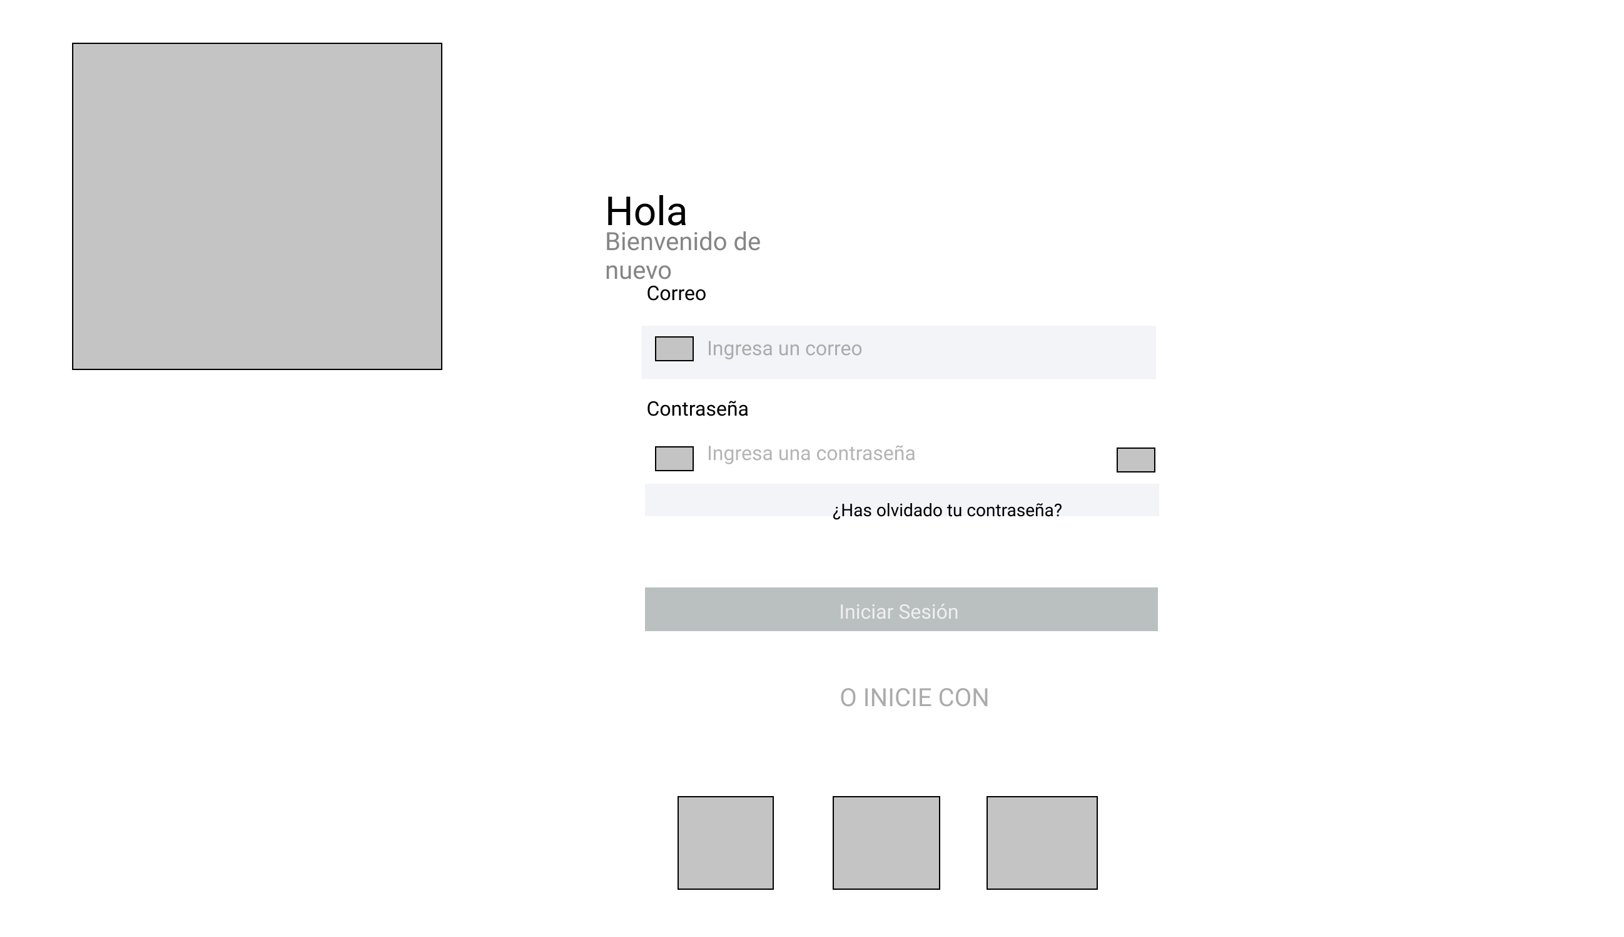 Hola
Bienvenido de
nuevo
Correo
Ingresa un correo
Contraseña
Ingresa una contraseña
¿Has olvidado tu contraseña?
Iniciar Sesión
O INICIE CON